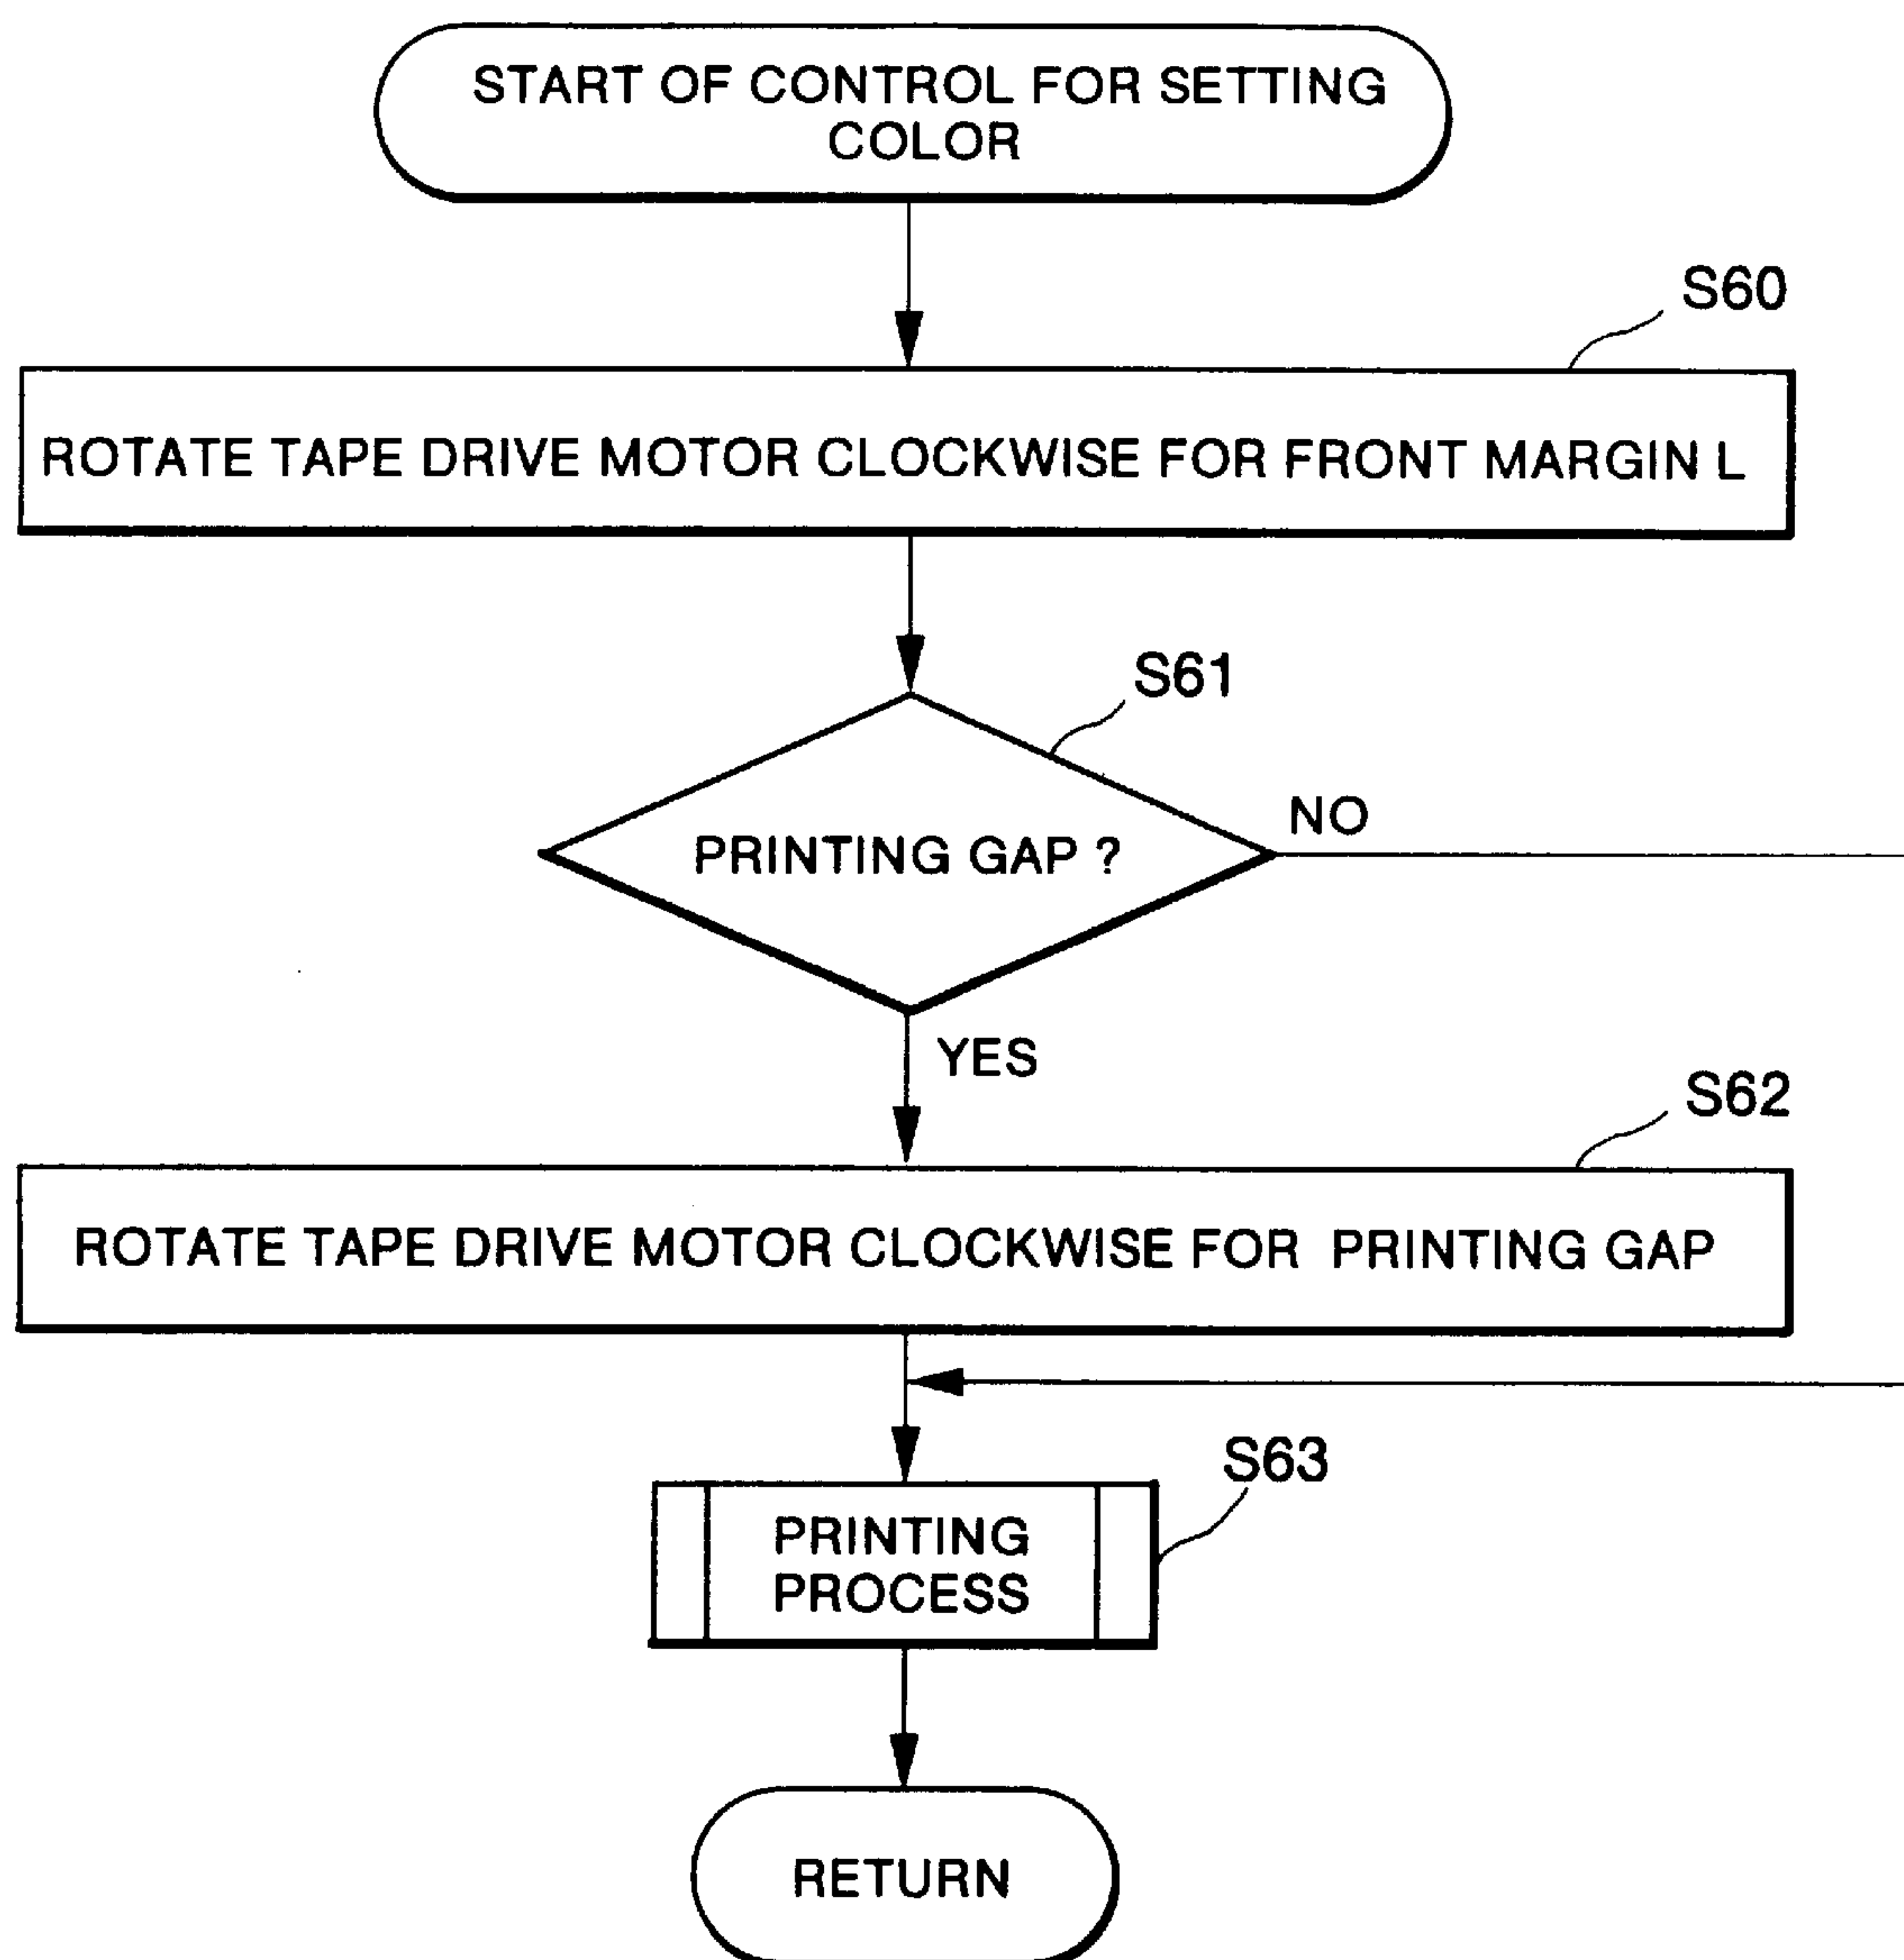 START OF CONTROL FOR SETTING
COLOR
S60
ROTATE TAPE DRIVE MOTOR CLOCKWISE FOR FRONT MARGIN L
S61
PRINTING GAP ?
NO
YES
S62
ROTATE TAPE DRIVE MOTOR CLOCKWISE FOR PRINTING GAP
S63
PRINTING
PROCESS
RETURN